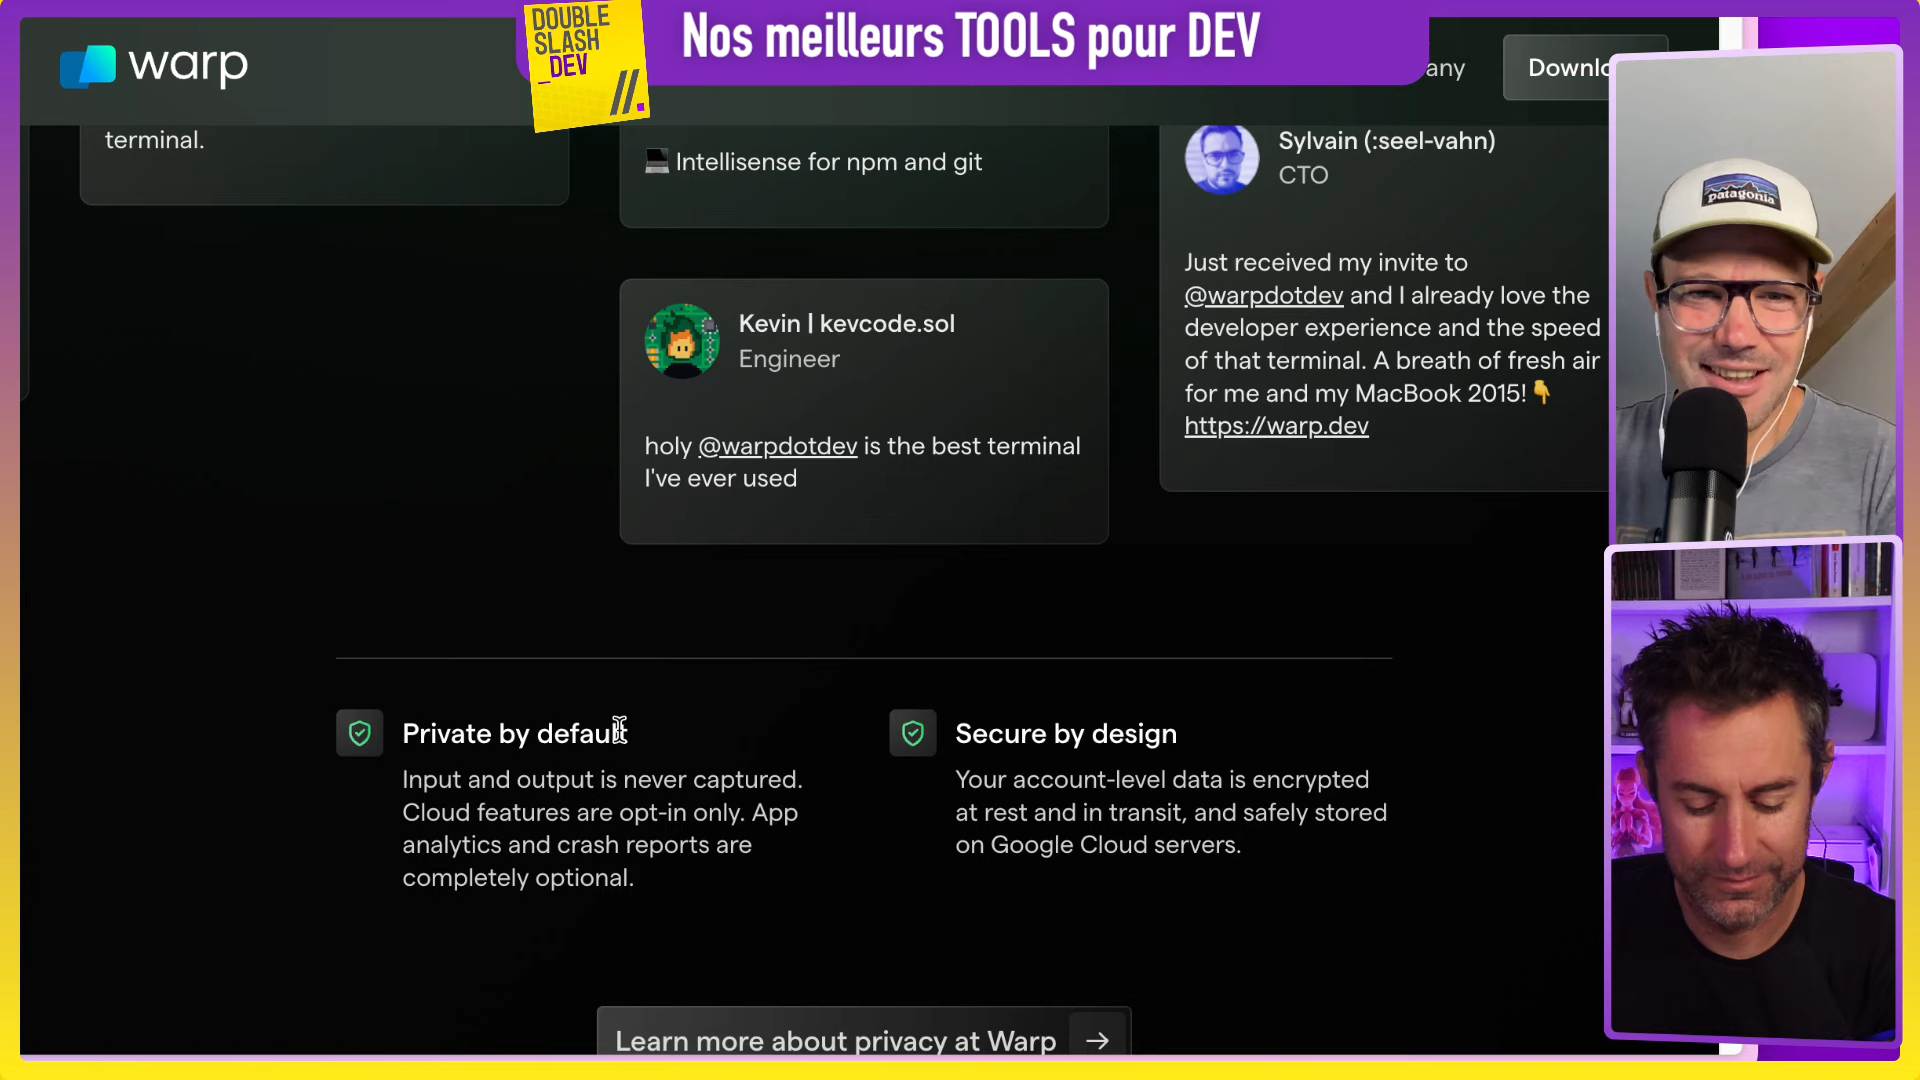 DOUBLE
SLASH
_DEV
//.
Nos meilleurs TOOLS pour DEV
warp
any
Downlo
terminal.
Intellisense for npm and git
Sylvain (:seel-vahn)
CTO
Just received my invite to
@warpdotdev and I already love the
developer experience and the speed
of that terminal. A breath of fresh air
for me and my MacBook 2015!👇
https://warp.dev
patagonia
Kevin | kevcode.sol
Engineer
holy @warpdotdev is the best terminal
I've ever used
Private by default
Input and output is never captured.
Cloud features are opt-in only. App
analytics and crash reports are
completely optional.
Secure by design
Your account-level data is encrypted
at rest and in transit, and safely stored
on Google Cloud servers.
Learn more about privacy at Warp →